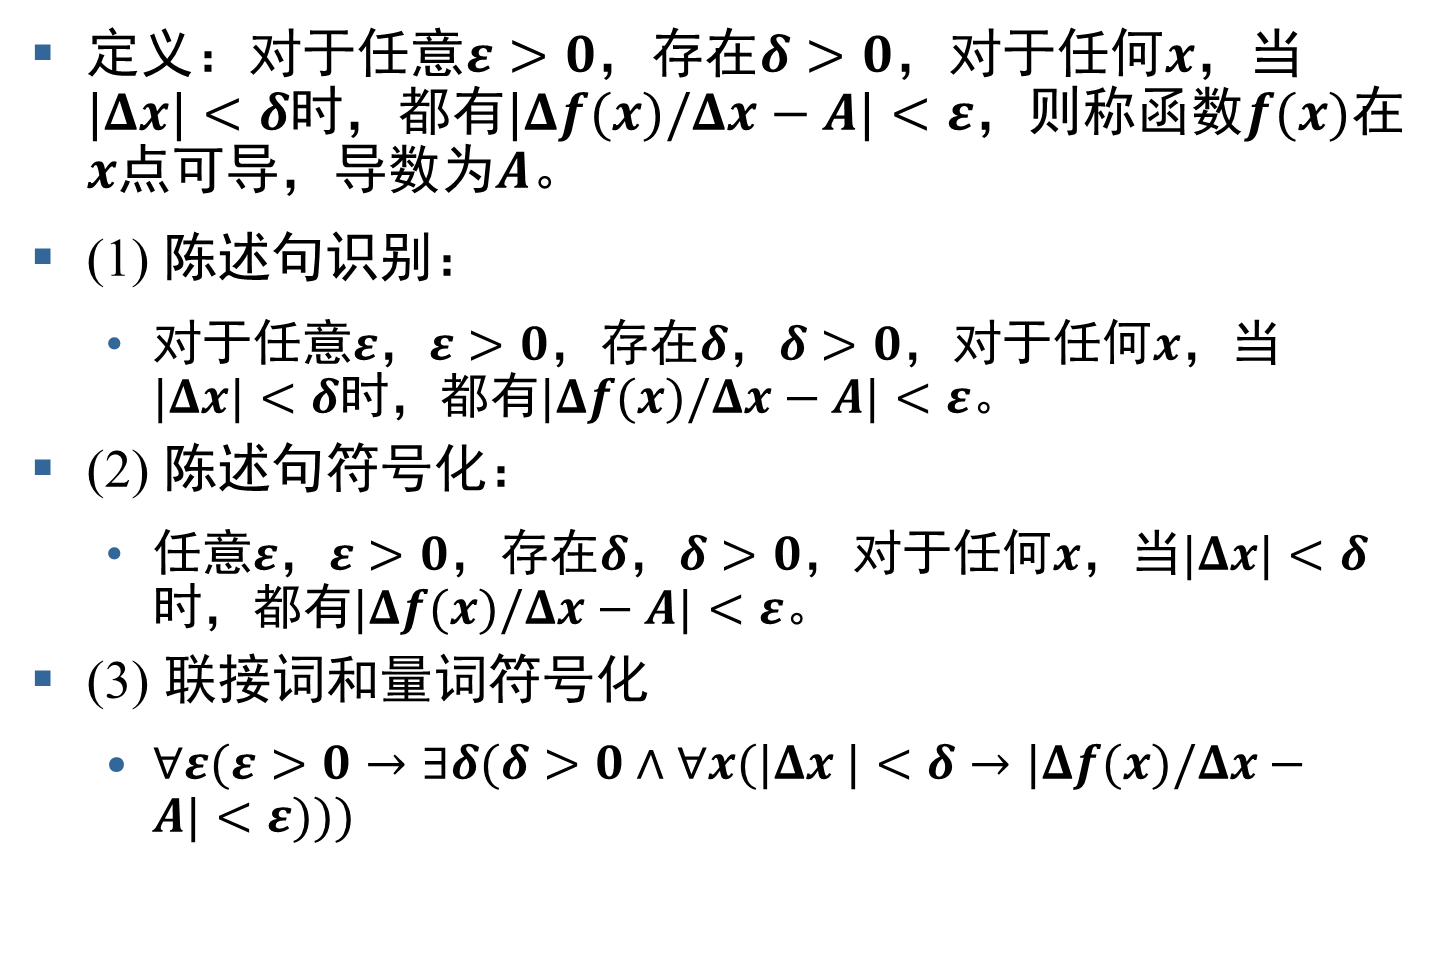 ▪ 定义：对于任意ε > 0，存在δ > 0，对于任何x，当
|Δx| < δ时，都有|Δf(x)/Δx − A| < ε，则称函数f(x)在
x点可导，导数为A。
▪ (1) 陈述句识别：
• 对于任意ε，ε > 0，存在δ，δ > 0，对于任何x，当
|Δx| < δ时，都有|Δf(x)/Δx − A| < ε。
▪ (2) 陈述句符号化：
• 任意ε，ε > 0，存在δ，δ > 0，对于任何x，当|Δx| < δ
时，都有|Δf(x)/Δx − A| < ε。
▪ (3) 联接词和量词符号化
• ∀ε(ε > 0 → ∃δ(δ > 0 ∧ ∀x(|Δx | < δ → |Δf(x)/Δx −
A| < ε)))